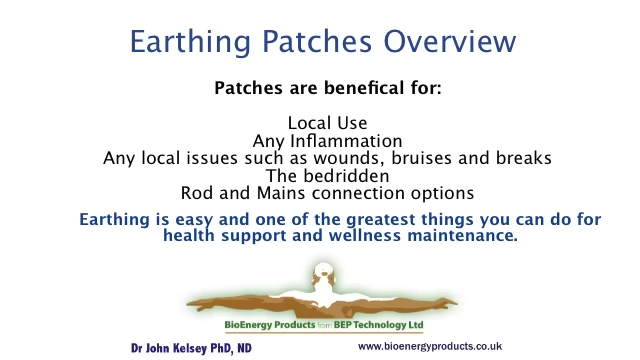 Earthing Patches Overview
Patches are benefical for:
Local Use
Any Inflammation
Any local issues such as wounds, bruises and breaks
The bedridden
Rod and Mains connection options
Earthing is easy and one of the greatest things you can do for
health support and wellness maintenance.
BioEnergy Products from BEP Technology Ltd
Dr John Kelsey PhD, ND
www.bioenergyproducts.co.uk